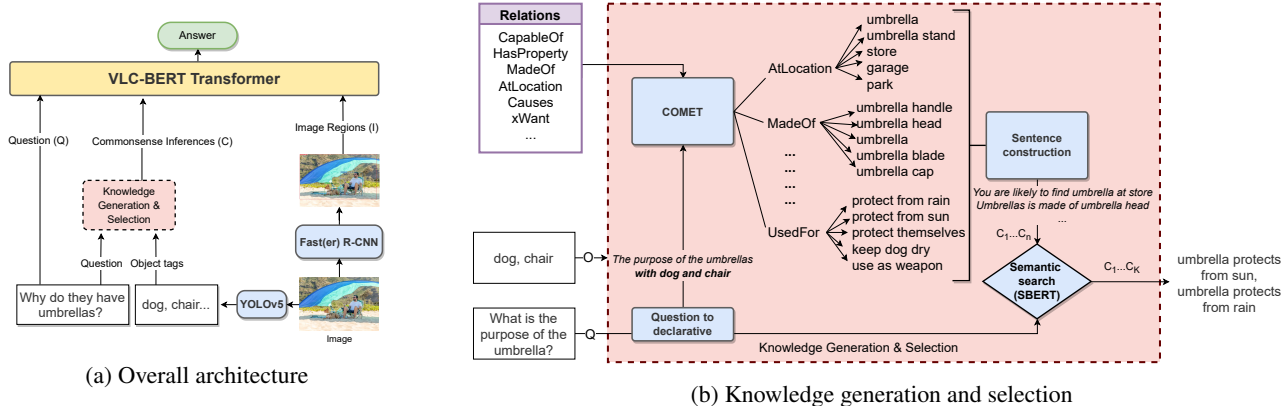 Answer
VLC-BERT Transformer
Question (Q)
Commonsense Inferences (C)
Image Regions (I)
Knowledge
Generation &
Selection
Fast(er) R-CNN
Question
Object tags
Why do they have
umbrellas?
dog, chair...
YOLOv5
Image
(a) Overall architecture
Relations
CapableOf
HasProperty
MadeOf
AtLocation
Causes
xWant
...
COMET
AtLocation
umbrella
umbrella stand
store
garage
park
MadeOf
umbrella handle
umbrella head
umbrella
umbrella blade
umbrella cap
...
...
...
...
...
...
UsedFor
protect from rain
protect from sun
protect themselves
keep dog dry
use as weapon
Sentence
construction
You are likely to find umbrella at store
Umbrellas is made of umbrella head
...
C1...Cn
Semantic
search
(SBERT)
C1...CK
umbrella protects
from sun,
umbrella protects
from rain
dog, chair
O
The purpose of the umbrellas
with dog and chair
What is the
purpose of the
umbrella?
Q
Question to
declarative
Knowledge Generation & Selection
(b) Knowledge generation and selection